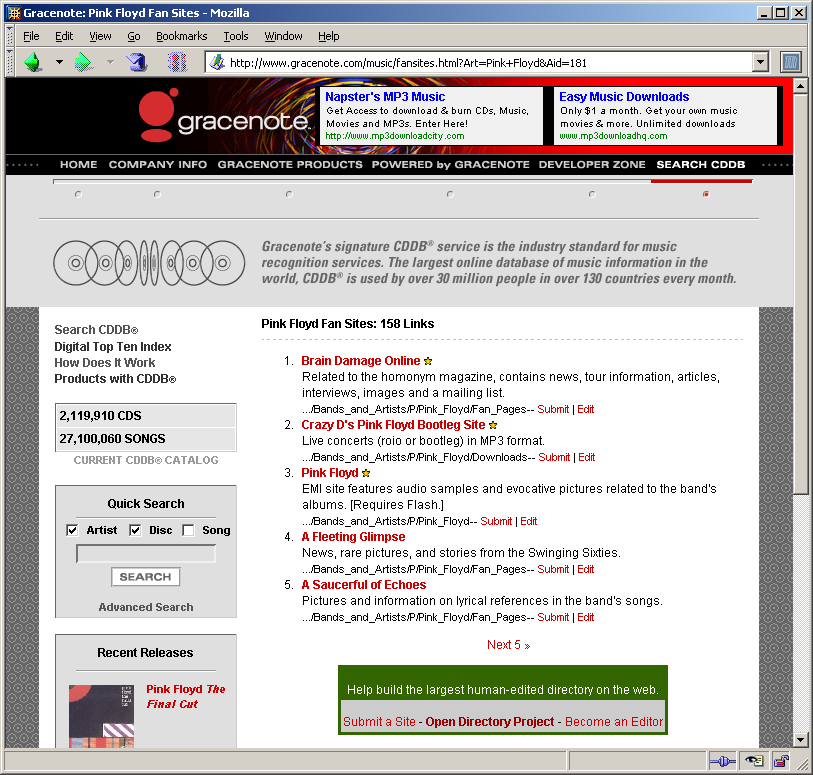 Gracenote: Pink Floyd Fan Sites - Mozilla
File Edit View Go Bookmarks Tools Window Help
http://www.gracenote.com/music/fansites.html?Art=Pink+Floyd&Aid=181
gracenote.
Napster's MP3 Music
Get Access to download & burn CDs, Music,
Movies and MP3s. Enter Here!
http://www.mp3downloadcity.com
Easy Music Downloads
Only $1 a month. Get your own music
movies & more. Unlimited downloads
www.mp3downloadhq.com
HOME COMPANY INFO GRACENOTE PRODUCTS POWERED by GRACENOTE DEVELOPER ZONE SEARCH CDDB
Gracenote's signature CDDB® service is the industry standard for music
recognition services. The largest online database of music information in the
world, CDDB® is used by over 30 million people in over 130 countries every month.
Search CDDB®
Digital Top Ten Index
How Does It Work
Products with CDDB®
2,119,910 CDS
27,100,060 SONGS
CURRENT CDDB® CATALOG
Quick Search
Artist Disc Song
SEARCH
Advanced Search
Recent Releases
Pink Floyd The
Final Cut
Pink Floyd Fan Sites: 158 Links
1. Brain Damage Online
Related to the homonym magazine, contains news, tour information, articles,
interviews, images and a mailing list.
.../Bands_and_Artists/P/Pink_Floyd/Fan_Pages-- Submit | Edit
2. Crazy D's Pink Floyd Bootleg Site
Live concerts (roio or bootleg) in MP3 format.
.../Bands_and_Artists/P/Pink_Floyd/Downloads-- Submit | Edit
3. Pink Floyd
EMI site features audio samples and evocative pictures related to the band's
albums. [Requires Flash.]
.../Bands_and_Artists/P/Pink_Floyd-- Submit | Edit
4. A Fleeting Glimpse
News, rare pictures, and stories from the Swinging Sixties.
.../Bands_and_Artists/P/Pink_Floyd/Fan_Pages-- Submit | Edit
5. A Saucerful of Echoes
Pictures and information on lyrical references in the band's songs.
.../Bands_and_Artists/P/Pink_Floyd/Fan_Pages-- Submit | Edit
Next 5 »
Help build the largest human-edited directory on the web.
Submit a Site - Open Directory Project - Become an Editor